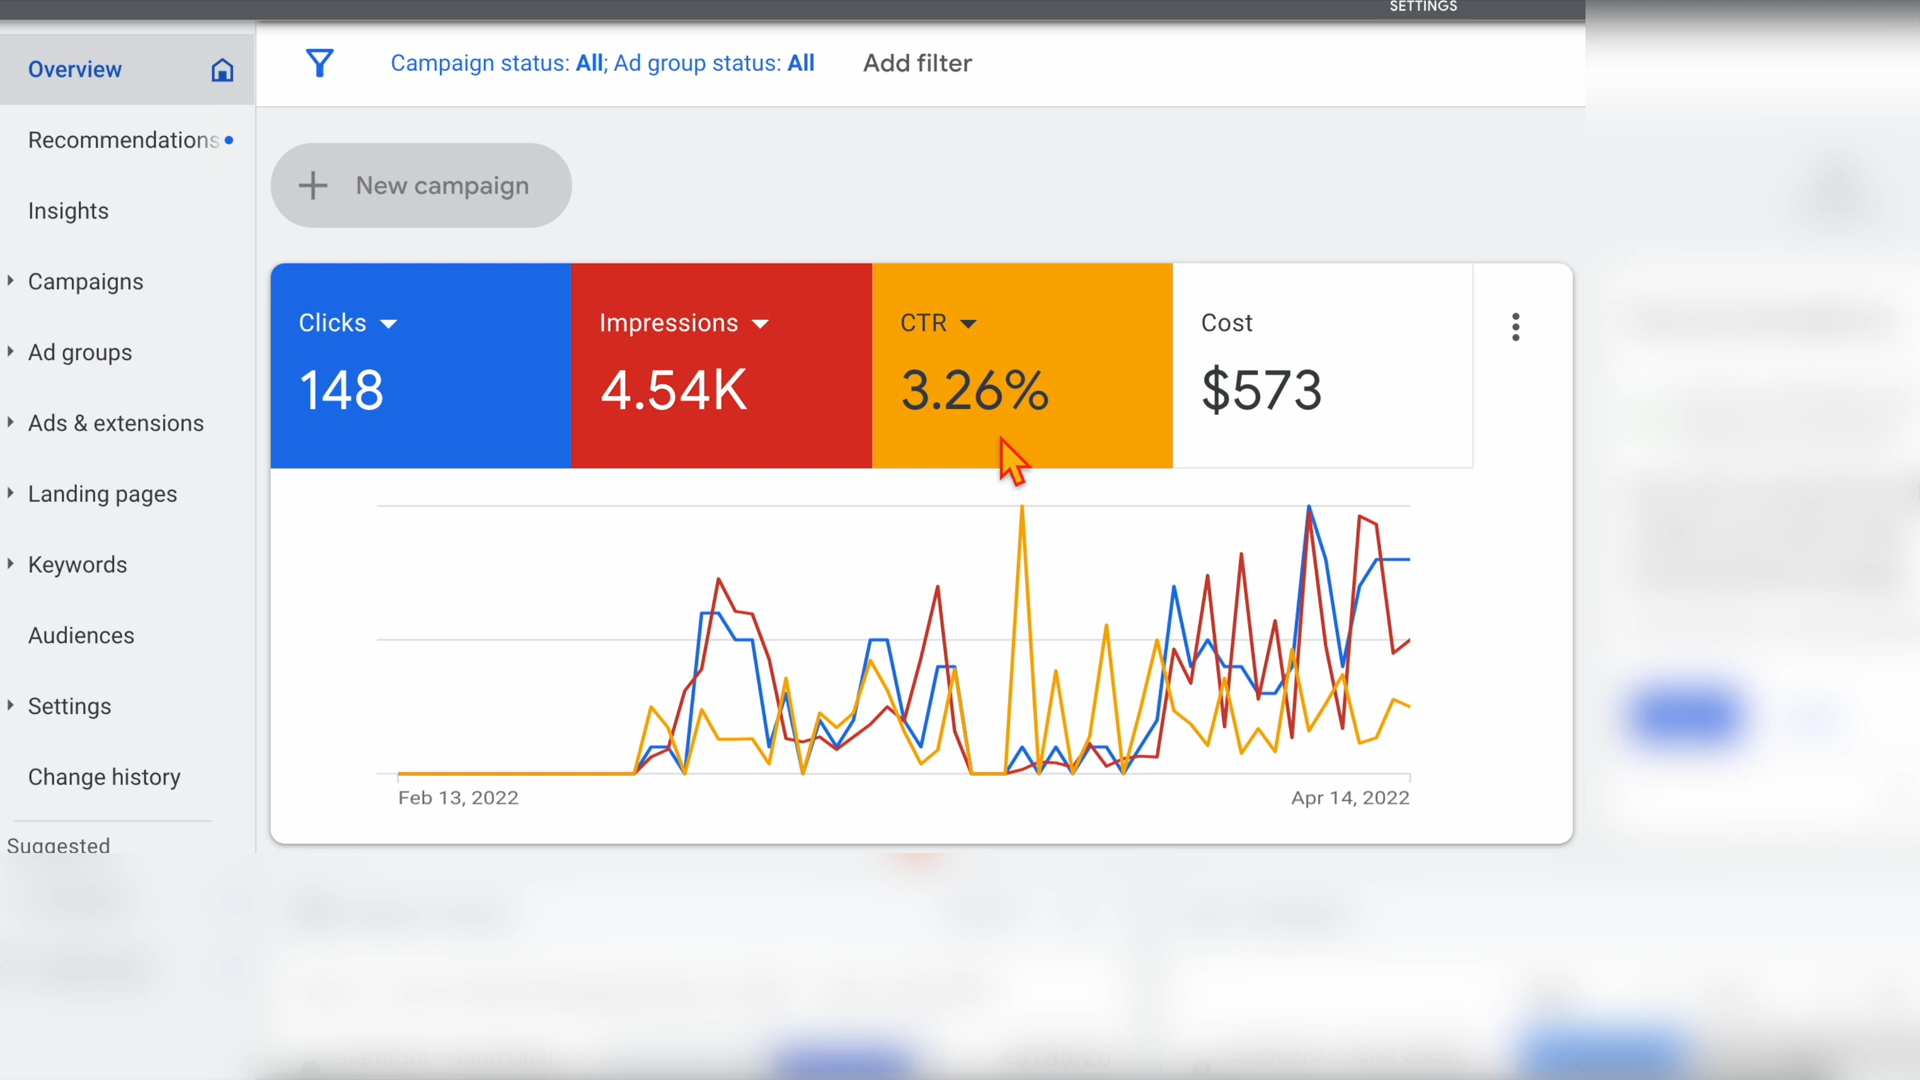 SETTINGS
Overview
Recommendations
Insights
Campaigns
Ad groups
Ads & extensions
Landing pages
Keywords
Audiences
Settings
Change history
Suggested
Campaign status: All; Ad group status: All
Add filter
New campaign
Clicks
148
Impressions
4.54K
CTR
3.26%
Cost
$573
Feb 13, 2022
Apr 14, 2022